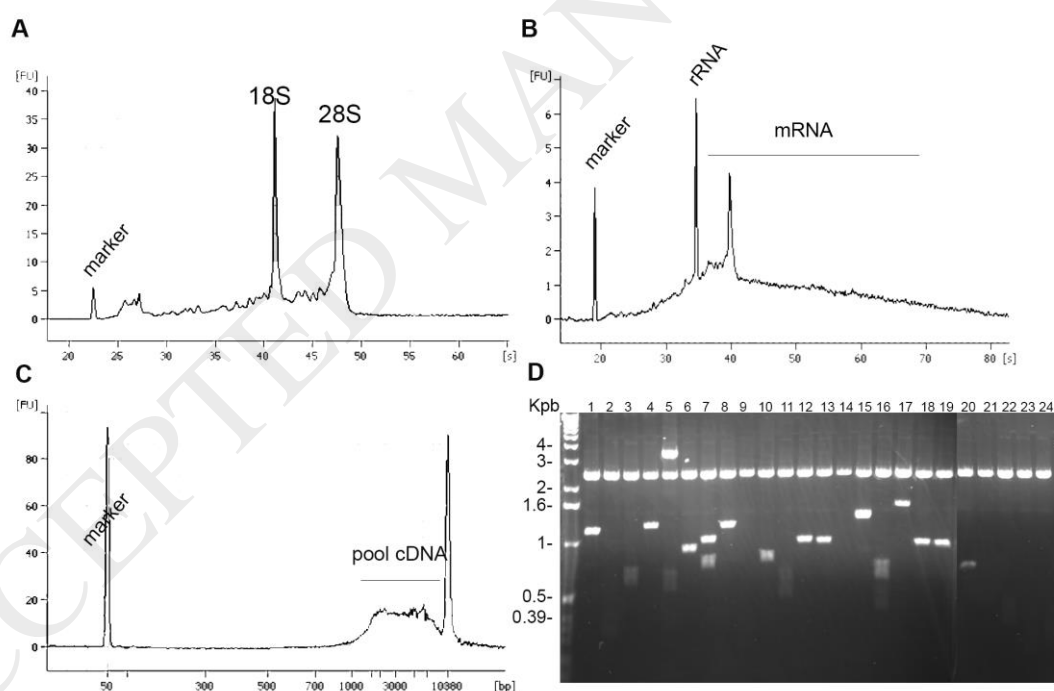 A
[FU]
40
35
30
25
20
15
10
5
0
marker
18S
28S
20 25 30 35 40 45 50 55 60 [s]
B
[FU]
6
5
4
3
2
1
0
marker
rRNA
mRNA
20 30 40 50 60 70 80 [s]
C
[FU]
80
60
40
20
0
marker
pool cDNA
50 300 500 700 1000 3000 10380 [bp]
D
Kpb 1 2 3 4 5 6 7 8 9 10 11 12 13 14 15 16 17 18 19 20 21 22 23 24
4-
3-
2-
1.6-
1-
0.5-
0.39-
CCEPTED MAN